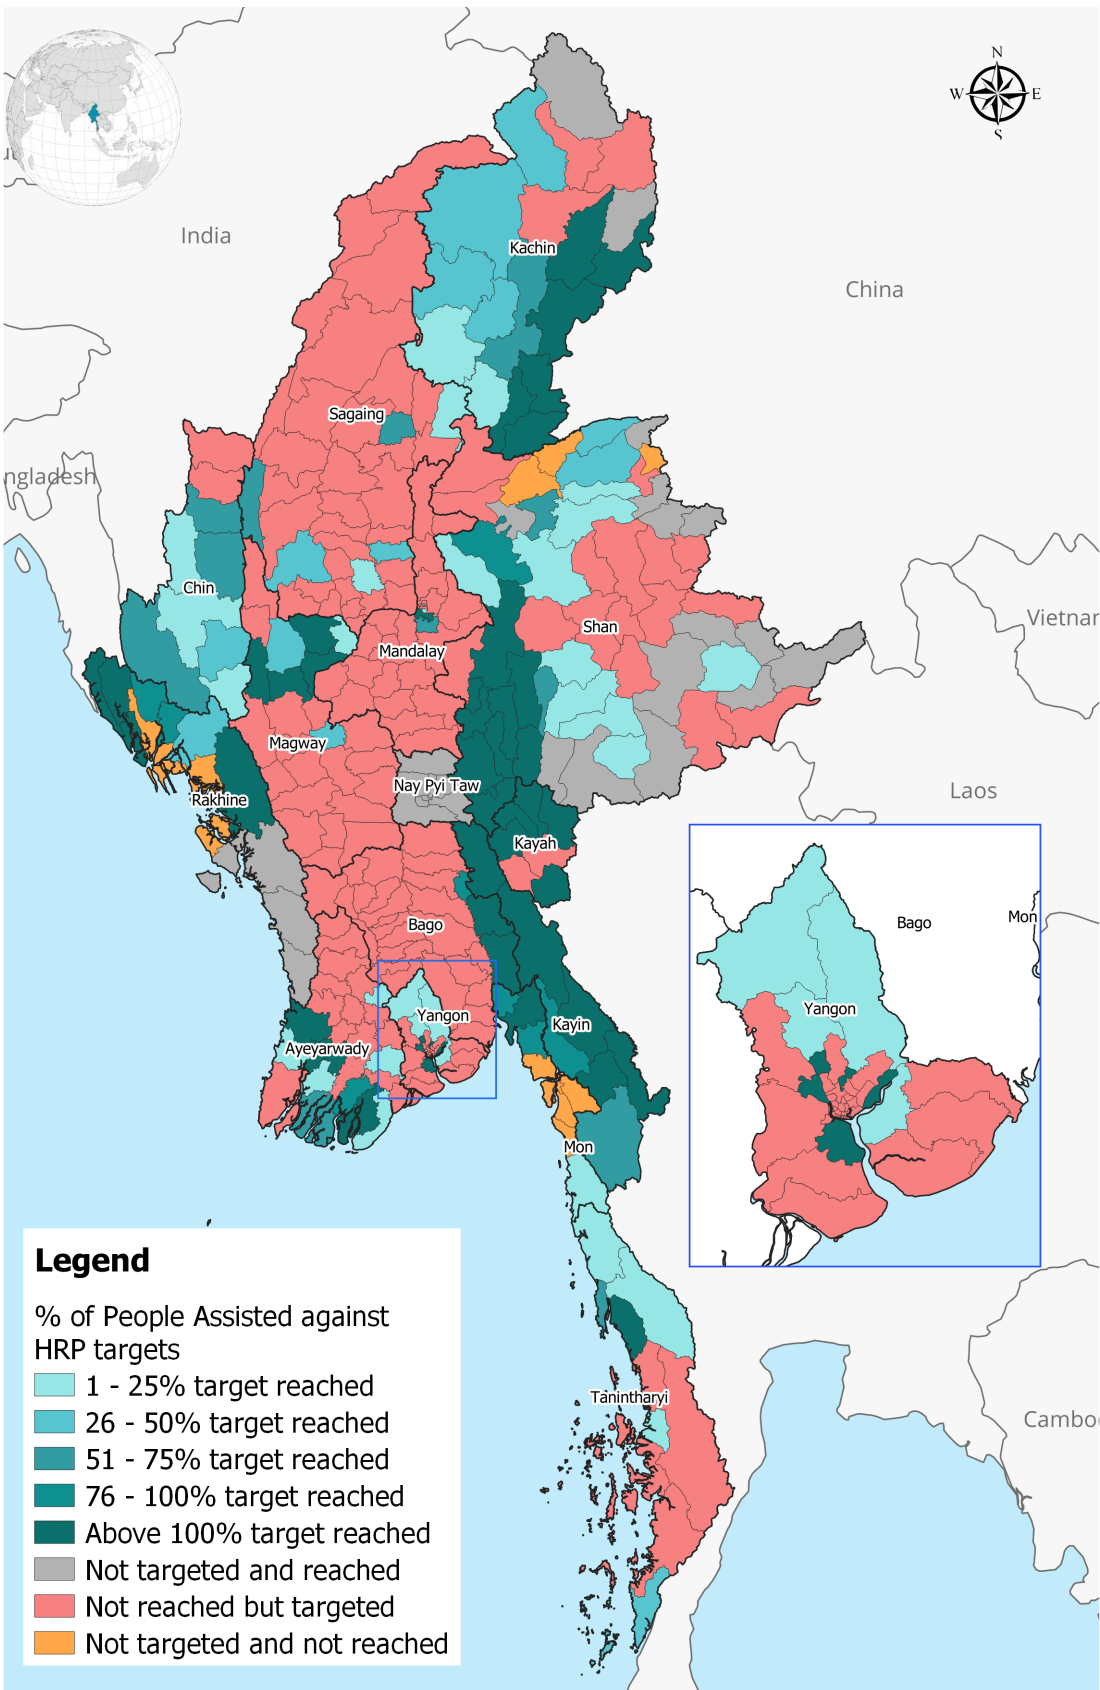 N
W
E
S
India
China
Kachin
Sagaing
ngladesh
Chin
Shan
Vietnar
Mandalay
Magway
Nay Pyi Taw
Laos
Rakhine
Kayah
Bago
Mon
Bago
Yangon
Yangon
Kayin
Ayeyarwady
Mon
Legend
% of People Assisted against
HRP targets
1 - 25% target reached
26 - 50% target reached
51 - 75% target reached
76 - 100% target reached
Above 100% target reached
Not targeted and reached
Not reached but targeted
Not targeted and not reached
Tanintharyi
Cambo